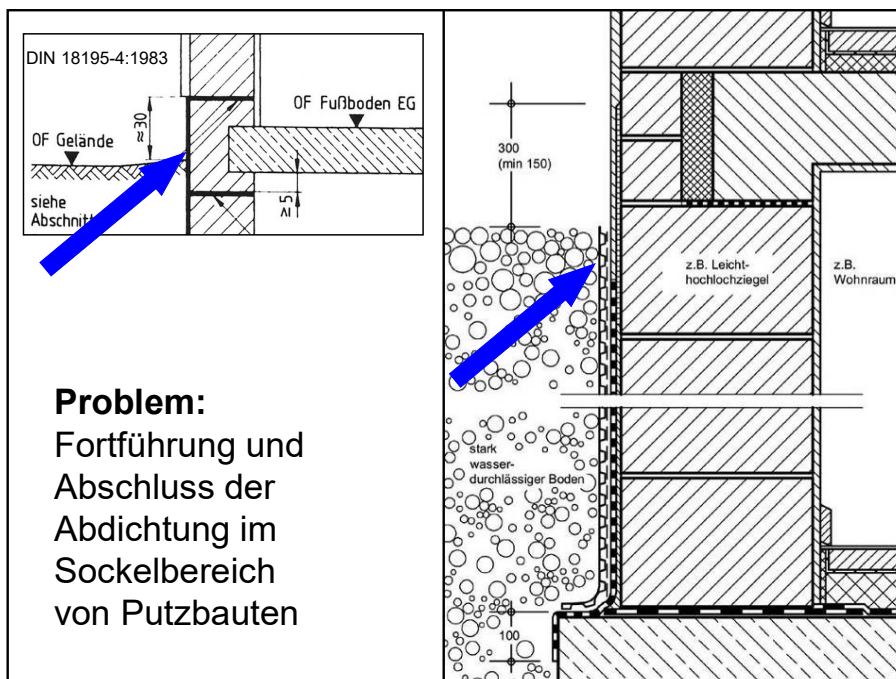 DIN 18195-4:1983
≈30
OF Fußboden EG
OF Gelände
siehe
≥5
Problem:
Fortführung und
Abschluss der
Abdichtung im
Sockelbereich
von Putzbauten
300
(min 150)
z.B. Leicht-
hochlochziegel
z.B.
Wohnraum
stark
wasser-
durchlässiger Boden
100